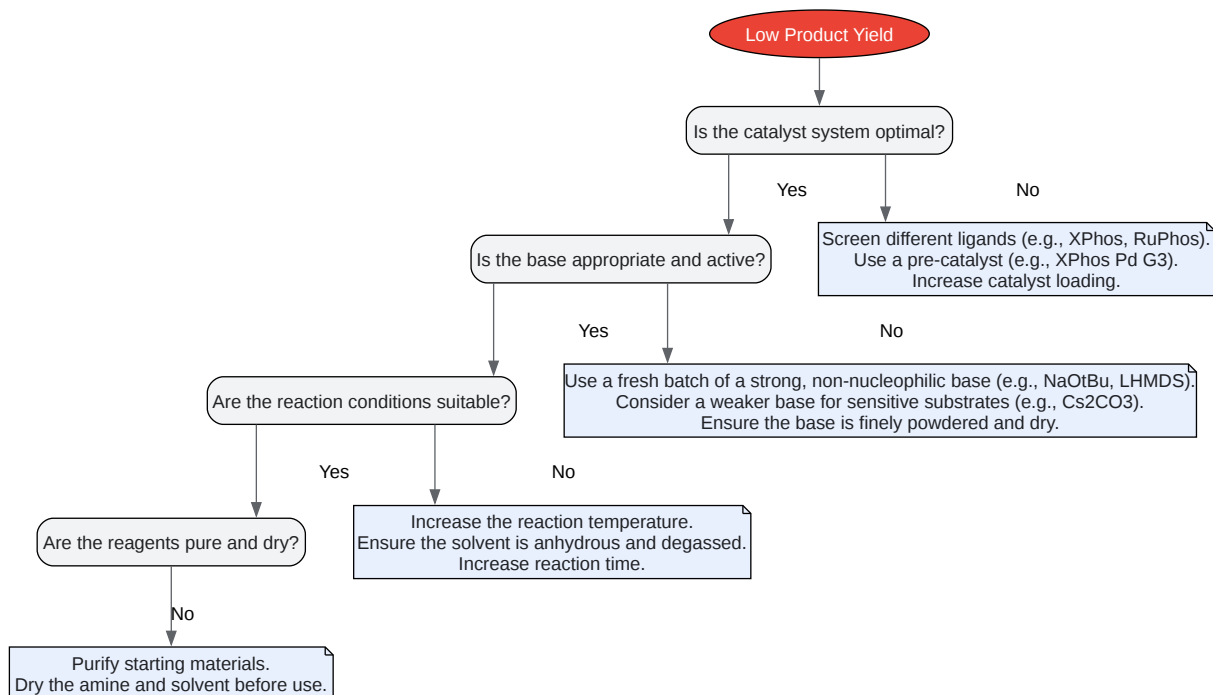 Low Product Yield
Is the catalyst system optimal?
Yes
No
Screen different ligands (e.g., XPhos, RuPhos).
Use a pre-catalyst (e.g., XPhos Pd G3).
Increase catalyst loading.
Is the base appropriate and active?
Yes
No
Use a fresh batch of a strong, non-nucleophilic base (e.g., NaOtBu, LHMDS).
Consider a weaker base for sensitive substrates (e.g., Cs2CO3).
Ensure the base is finely powdered and dry.
Are the reaction conditions suitable?
Yes
No
Increase the reaction temperature.
Ensure the solvent is anhydrous and degassed.
Increase reaction time.
Are the reagents pure and dry?
No
Purify starting materials.
Dry the amine and solvent before use.